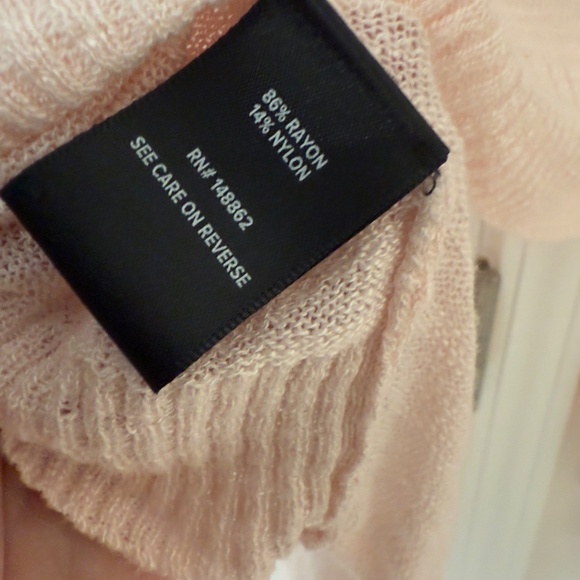 86% RAYON
14% NYLON
RN# 148862
SEE CARE ON REVERSE